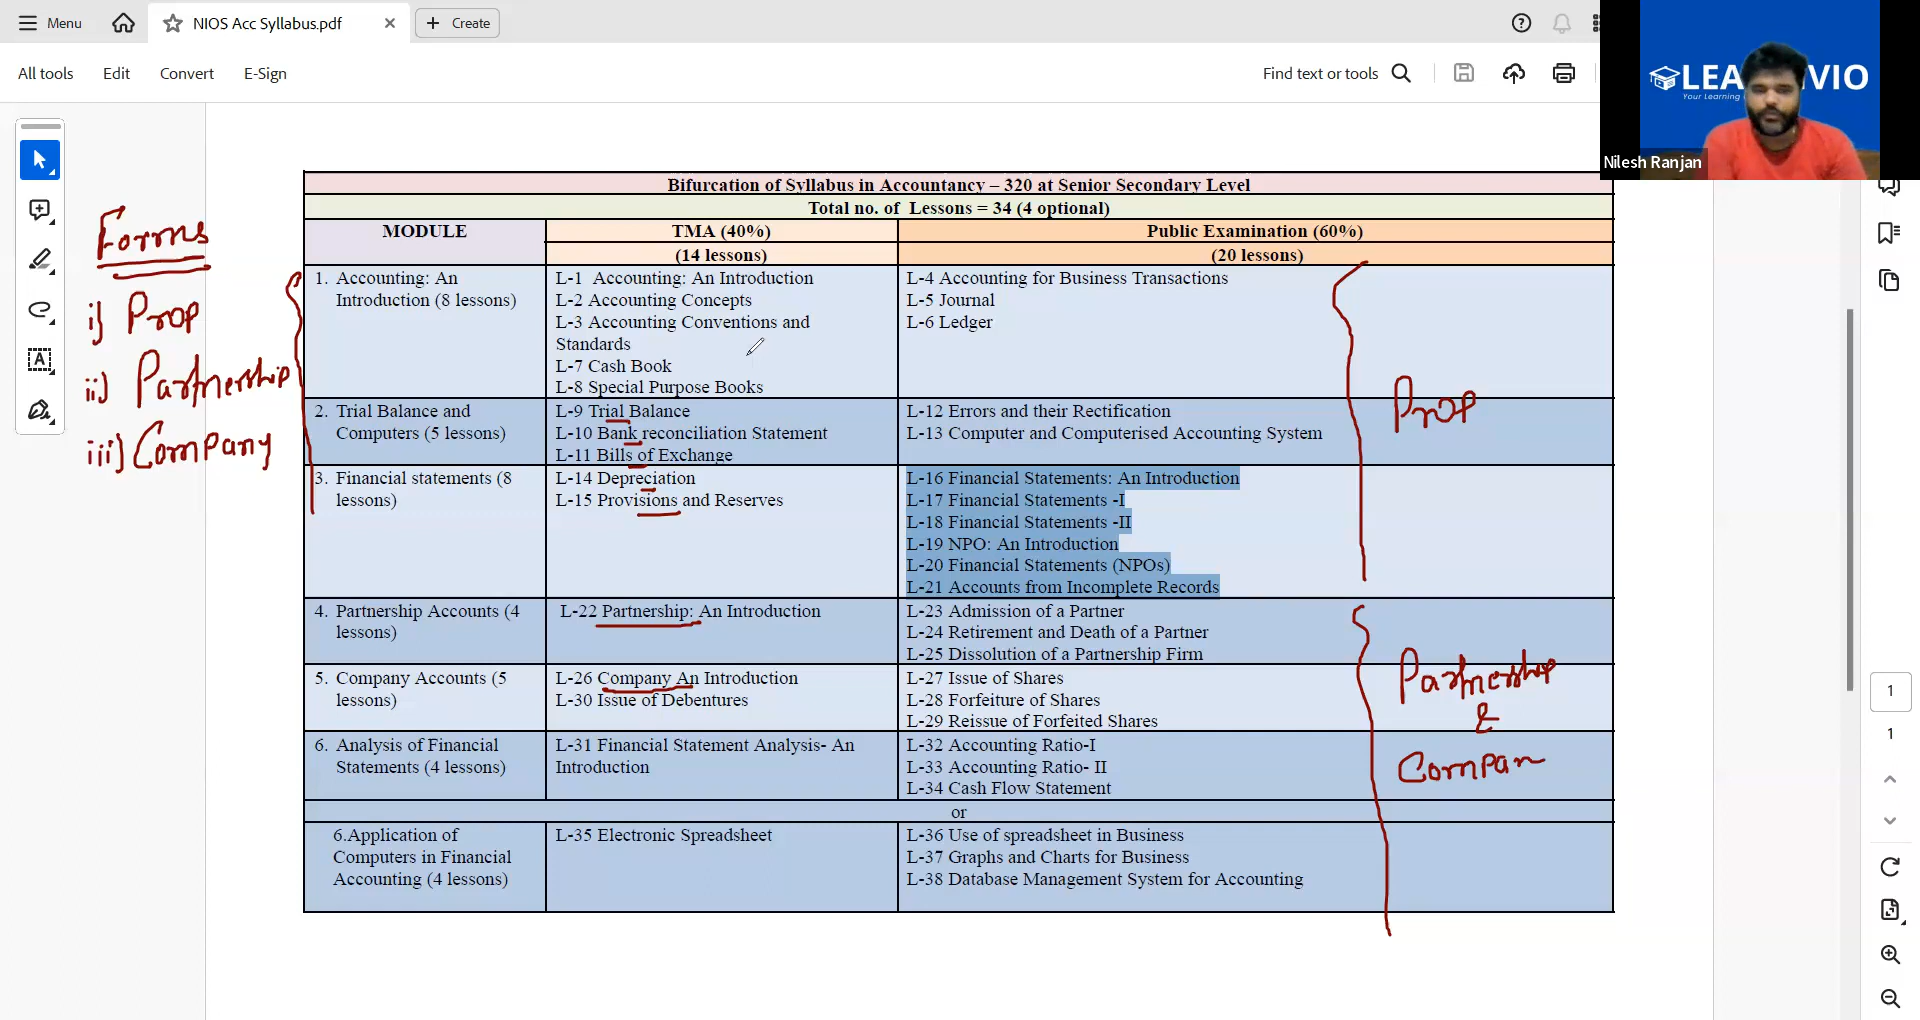 Menu
NIOS Acc Syllabus.pdf
Create
All tools
Edit
Convert
E-Sign
Find text or tools
LEA VIO
Your Learning
Nilesh Ranjan
Bifurcation of Syllabus in Accountancy – 320 at Senior Secondary Level
Total no. of Lessons = 34 (4 optional)
MODULE
TMA (40%)
Public Examination (60%)
(14 lessons)
(20 lessons)
1. Accounting: An
Introduction (8 lessons)
L-1 Accounting: An Introduction
L-2 Accounting Concepts
L-3 Accounting Conventions and
Standards
L-7 Cash Book
L-8 Special Purpose Books
L-4 Accounting for Business Transactions
L-5 Journal
L-6 Ledger
2. Trial Balance and
Computers (5 lessons)
L-9 Trial Balance
L-10 Bank reconciliation Statement
L-11 Bills of Exchange
L-12 Errors and their Rectification
L-13 Computer and Computerised Accounting System
3. Financial statements (8
lessons)
L-14 Depreciation
L-15 Provisions and Reserves
L-16 Financial Statements: An Introduction
L-17 Financial Statements -I
L-18 Financial Statements -II
L-19 NPO: An Introduction
L-20 Financial Statements (NPOs)
L-21 Accounts from Incomplete Records
4. Partnership Accounts (4
lessons)
L-22 Partnership: An Introduction
L-23 Admission of a Partner
L-24 Retirement and Death of a Partner
L-25 Dissolution of a Partnership Firm
5. Company Accounts (5
lessons)
L-26 Company An Introduction
L-30 Issue of Debentures
L-27 Issue of Shares
L-28 Forfeiture of Shares
L-29 Reissue of Forfeited Shares
6. Analysis of Financial
Statements (4 lessons)
L-31 Financial Statement Analysis- An
Introduction
L-32 Accounting Ratio-I
L-33 Accounting Ratio- II
L-34 Cash Flow Statement
or
6.Application of
Computers in Financial
Accounting (4 lessons)
L-35 Electronic Spreadsheet
L-36 Use of spreadsheet in Business
L-37 Graphs and Charts for Business
L-38 Database Management System for Accounting
Forms
i) Prop
ii) Partnership
iii) Company
Prop
Partnership
&
Compan
1
1